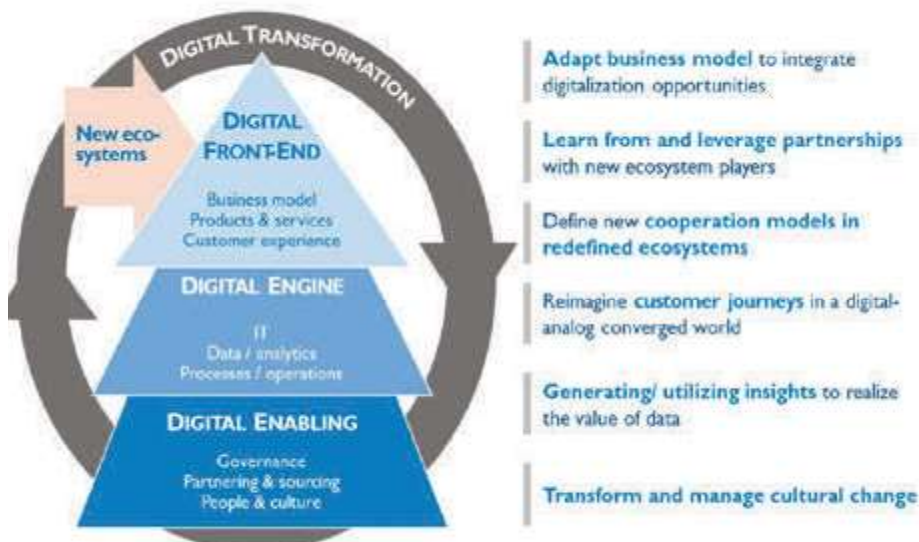 DIGITAL TRANSFORMATION
New eco-
systems
DIGITAL
FRONT-END
Business model
Products & services
Customer experience
DIGITAL ENGINE
IT
Data / analytics
Processes / operations
DIGITAL ENABLING
Governance
Partnering & sourcing
People & culture
Adapt business model to integrate
digitalization opportunities
Learn from and leverage partnerships
with new ecosystem players
Define new cooperation models in
redefined ecosystems
Reimagine customer journeys in a digital-
analog converged world
Generating/ utilizing insights to realize
the value of data
Transform and manage cultural change